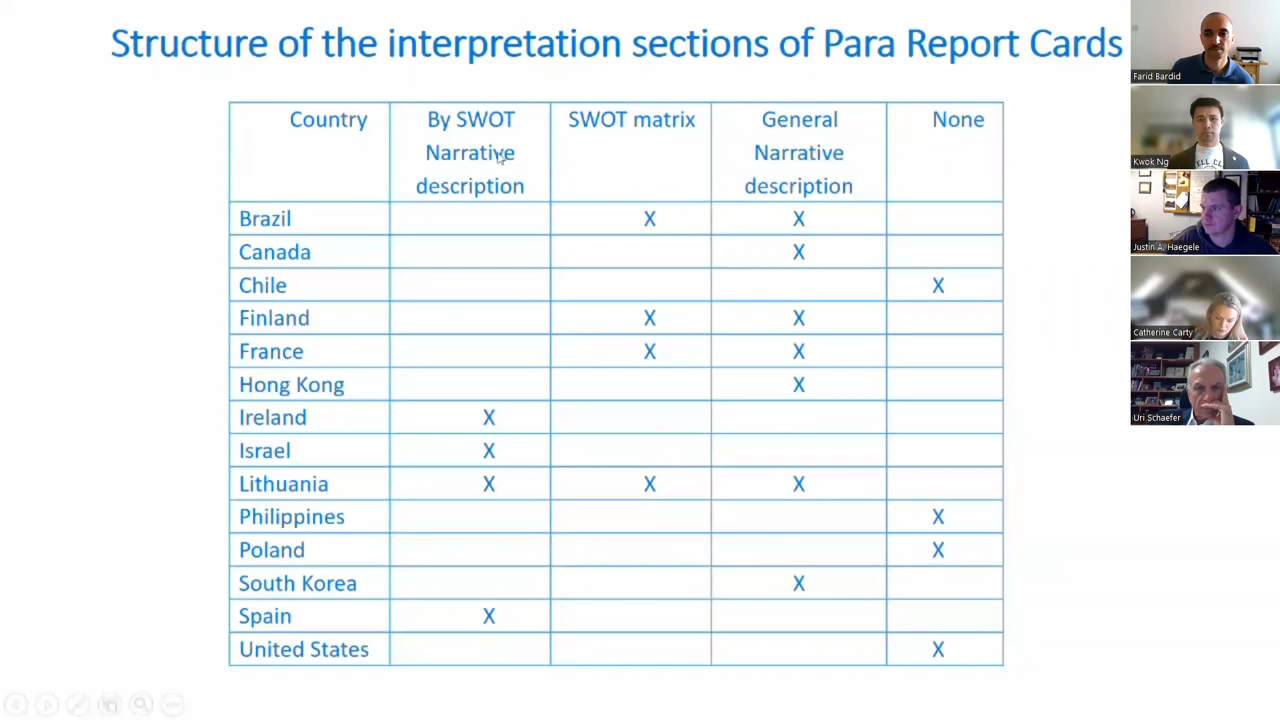 Structure of the interpretation sections of Para Report Cards
Country By SWOT SWOT matrix General None
Narrative Narrative
description description
Brazil X X
Canada X
Chile X
Finland X X
France X X
Hong Kong X
Ireland X
Israel X
Lithuania X X X
Philippines X
Poland X
South Korea X
Spain X
United States X
Farid Bardid
Kwok Ng
Justin A. Haegele
Catherine Carty
Uri Schaefer